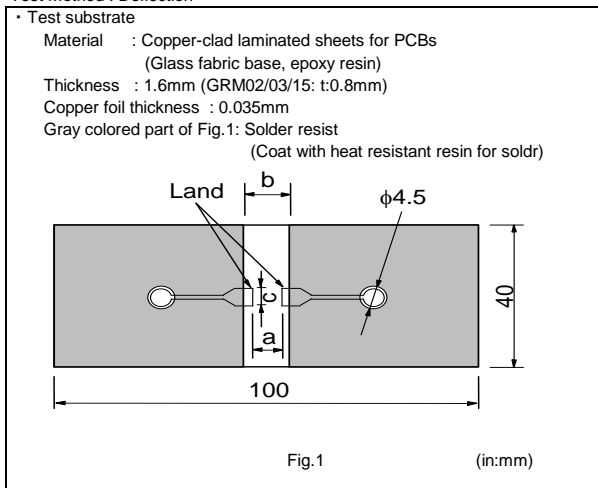 ・Test substrate
Material : Copper-clad laminated sheets for PCBs
(Glass fabric base, epoxy resin)
Thickness : 1.6mm (GRM02/03/15: t:0.8mm)
Copper foil thickness : 0.035mm
Gray colored part of Fig.1: Solder resist
(Coat with heat resistant resin for soldr)
Land
b
ϕ4.5
c
a
40
100
Fig.1 (in:mm)